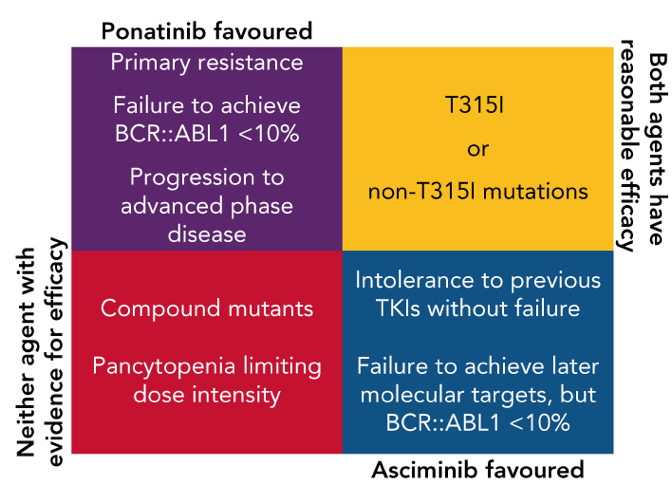 Ponatinib favoured
Primary resistance
Failure to achieve
BCR::ABL1 <10%
Progression to
advanced phase
disease
T315I
or
non-T315I mutations
Both agents have
reasonable efficacy
Neither agent with
evidence for efficacy
Compound mutants
Pancytopenia limiting
dose intensity
Intolerance to previous
TKIs without failure
Failure to achieve later
molecular targets, but
BCR::ABL1 <10%
Asciminib favoured